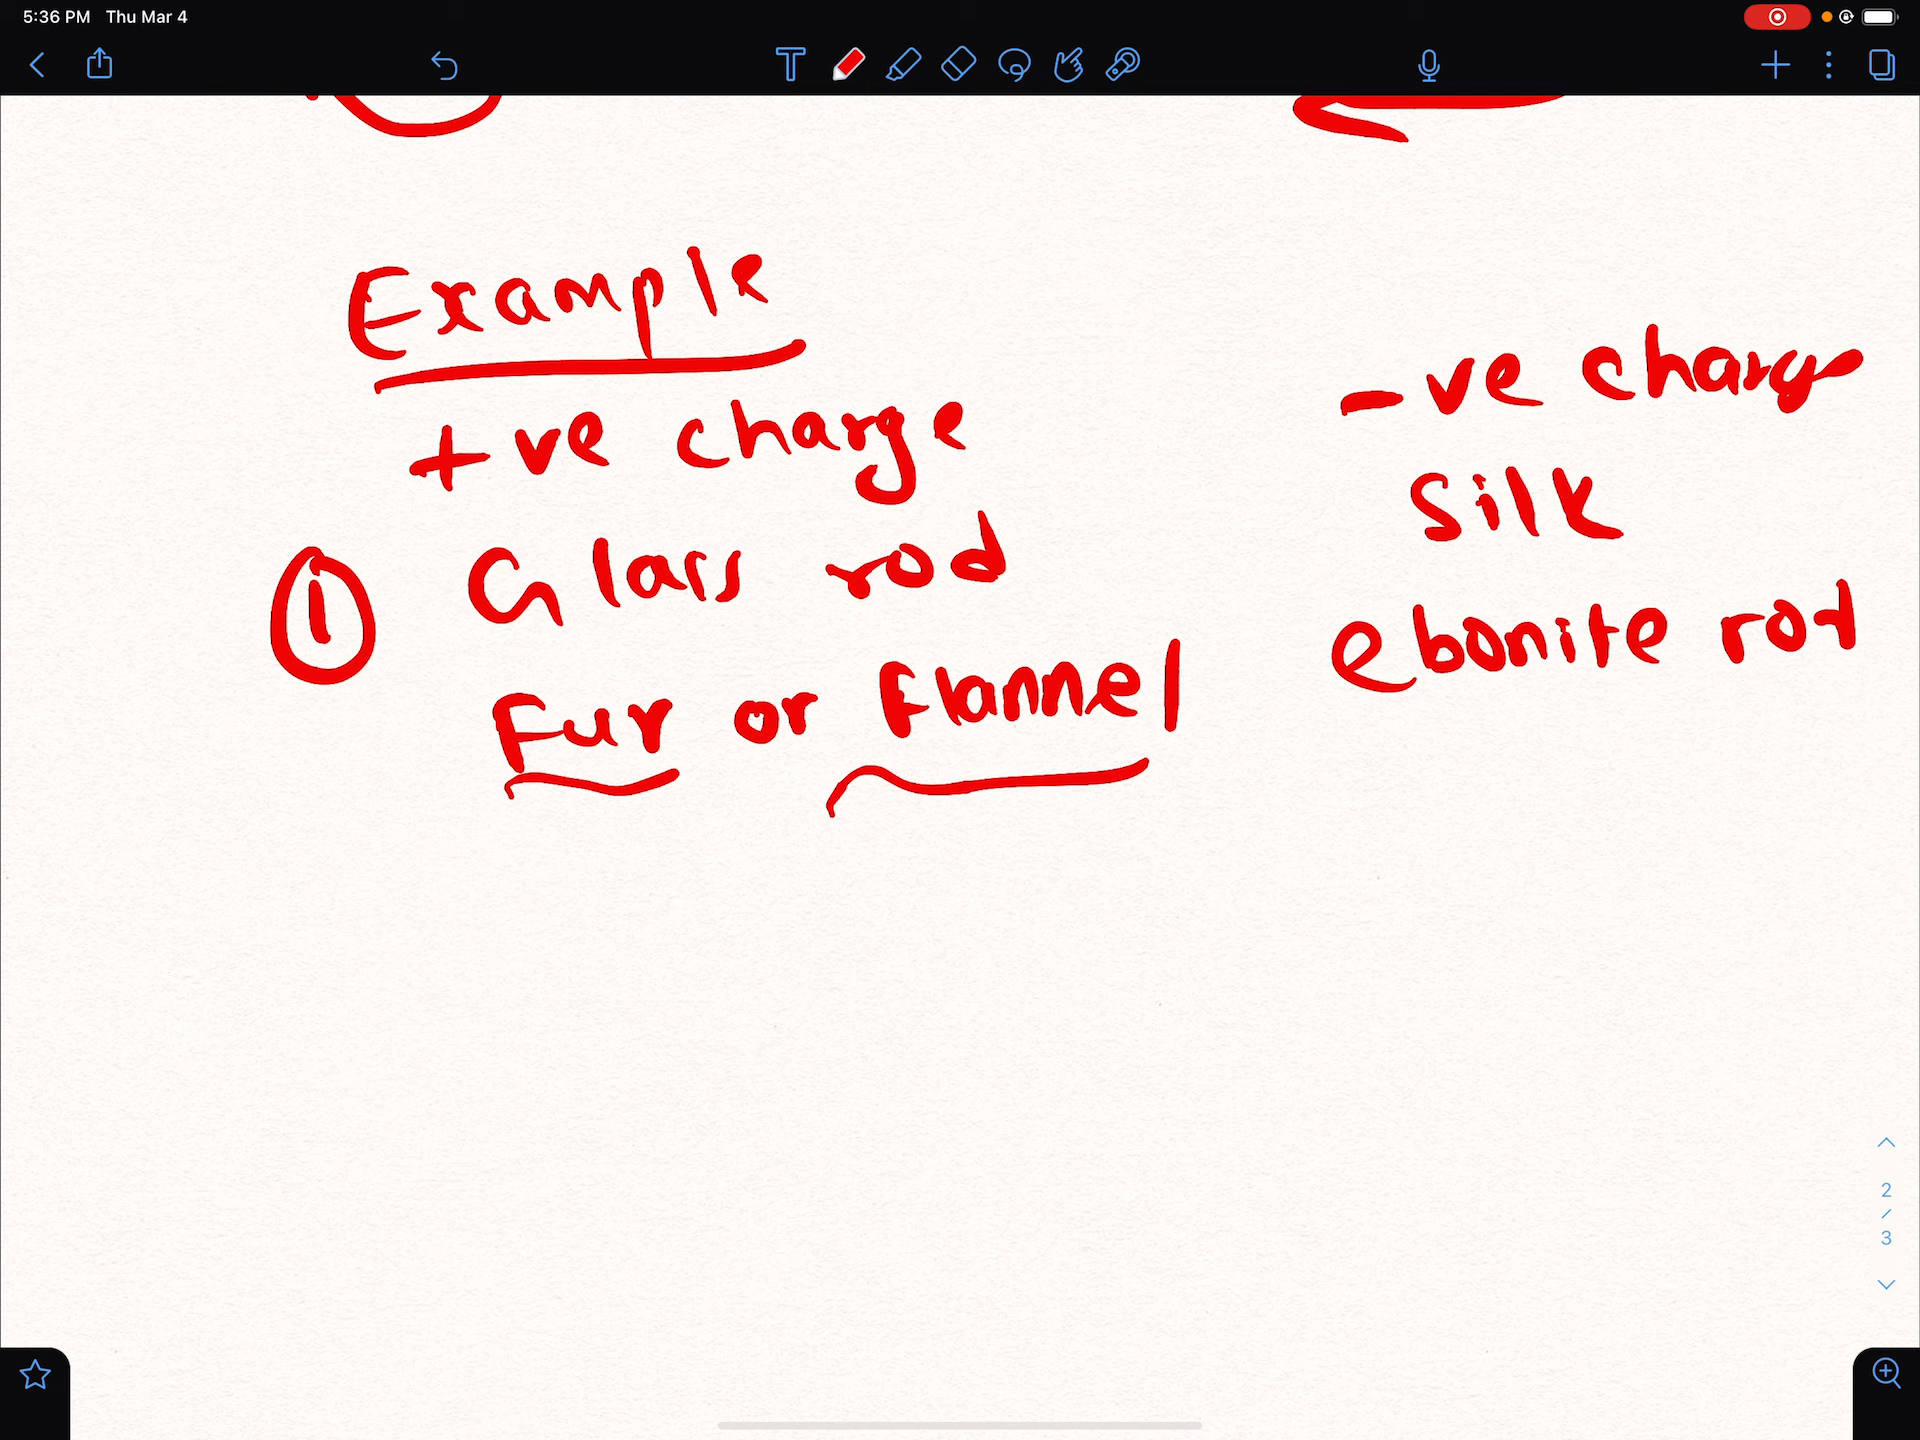 5:36 PM Thu Mar 4
Example
+ve charge -ve charge
① Glass rod Silk
Fur or flannel ebonite rod
2
/
3